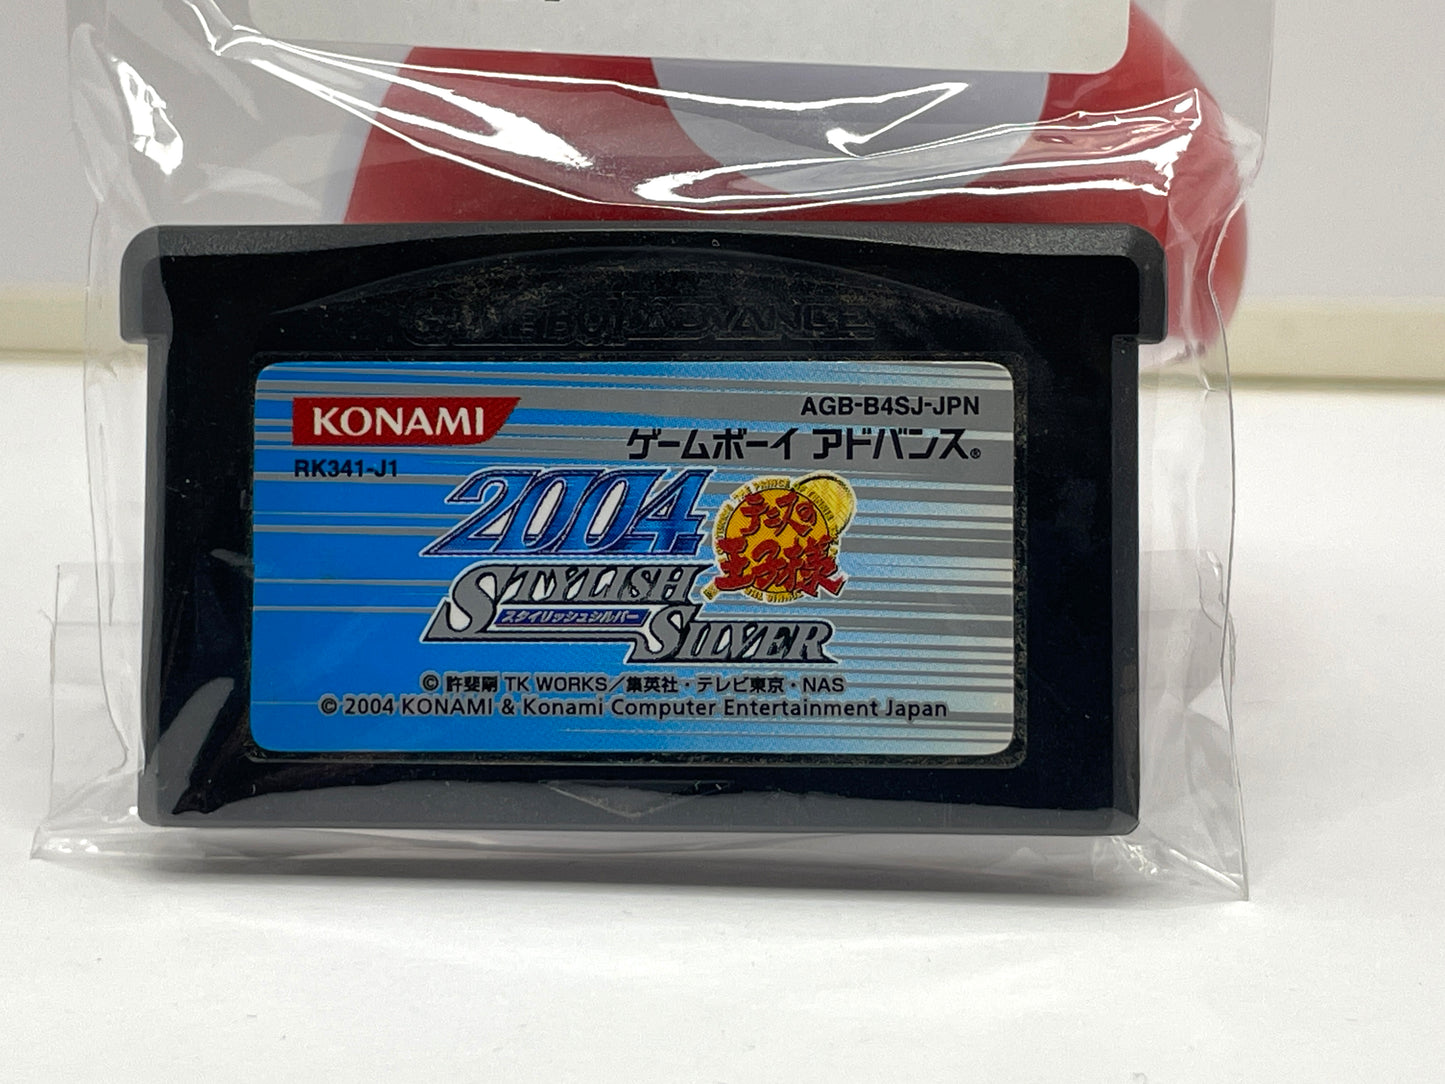 GAME BOY ADVANCE
KONAMI
AGB-B4SJ-JPN
ゲームボーイ アドバンス®
RK341-J1
2004
テニスの
王子様
STYLISH
スタイリッシュシルバー
SILVER
© 許斐剛 TK WORKS／集英社・テレビ東京・NAS
© 2004 KONAMI & Konami Computer Entertainment Japan